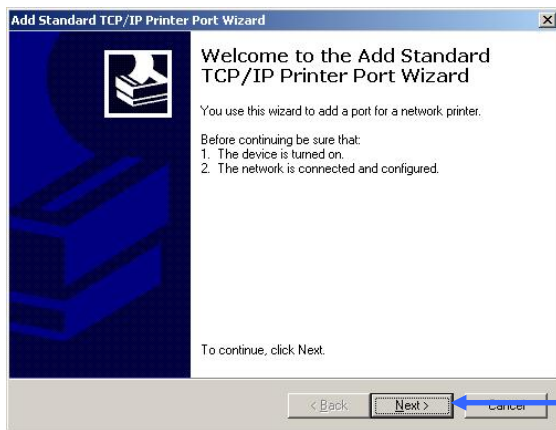 Add Standard TCP/IP Printer Port Wizard
Welcome to the Add Standard
TCP/IP Printer Port Wizard
You use this wizard to add a port for a network printer.
Before continuing be sure that:
1. The device is turned on.
2. The network is connected and configured.
To continue, click Next.
< Back
Next >
Cancel